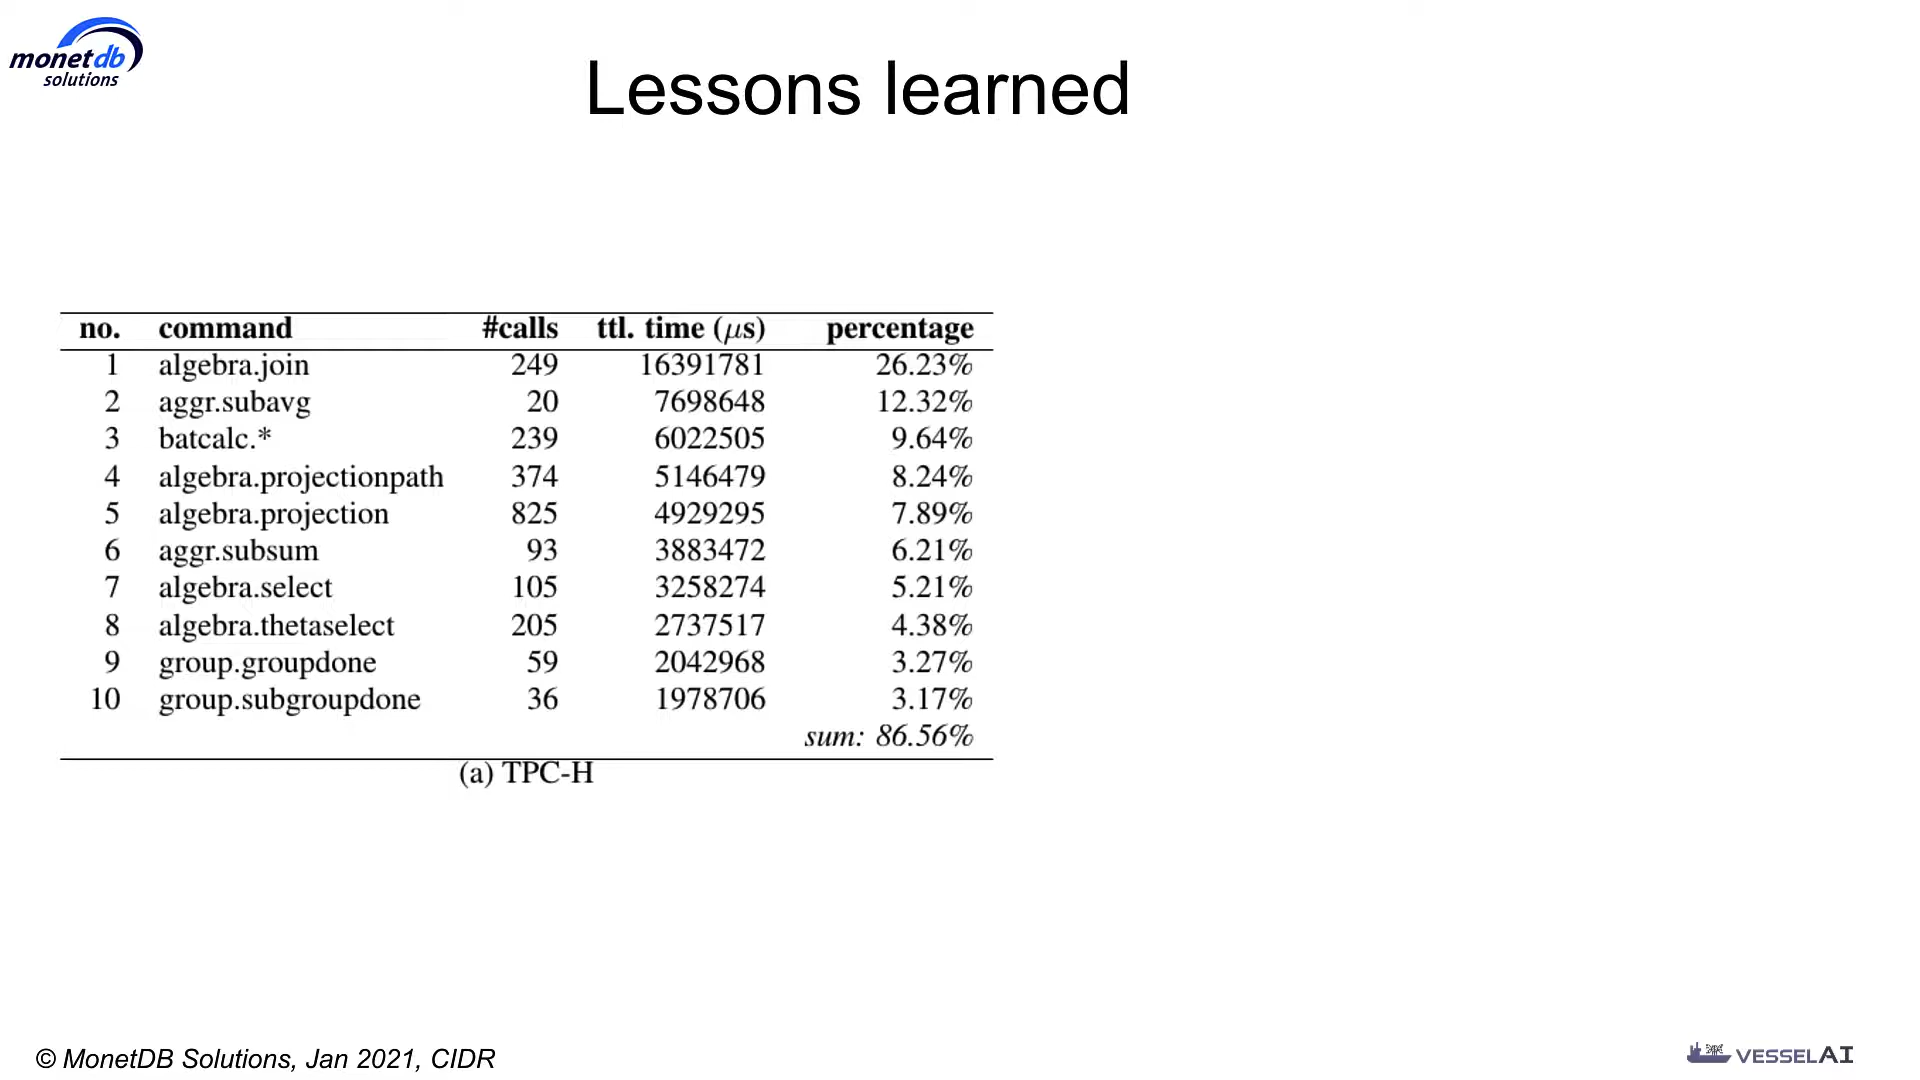 monetdb
solutions
Lessons learned
no. command #calls ttl. time (μs) percentage
1 algebra.join 249 16391781 26.23%
2 aggr.subavg 20 7698648 12.32%
3 batcalc.* 239 6022505 9.64%
4 algebra.projectionpath 374 5146479 8.24%
5 algebra.projection 825 4929295 7.89%
6 aggr.subsum 93 3883472 6.21%
7 algebra.select 105 3258274 5.21%
8 algebra.thetaselect 205 2737517 4.38%
9 group.groupdone 59 2042968 3.27%
10 group.subgroupdone 36 1978706 3.17%
sum: 86.56%
(a) TPC-H
© MonetDB Solutions, Jan 2021, CIDR
VESSELAI